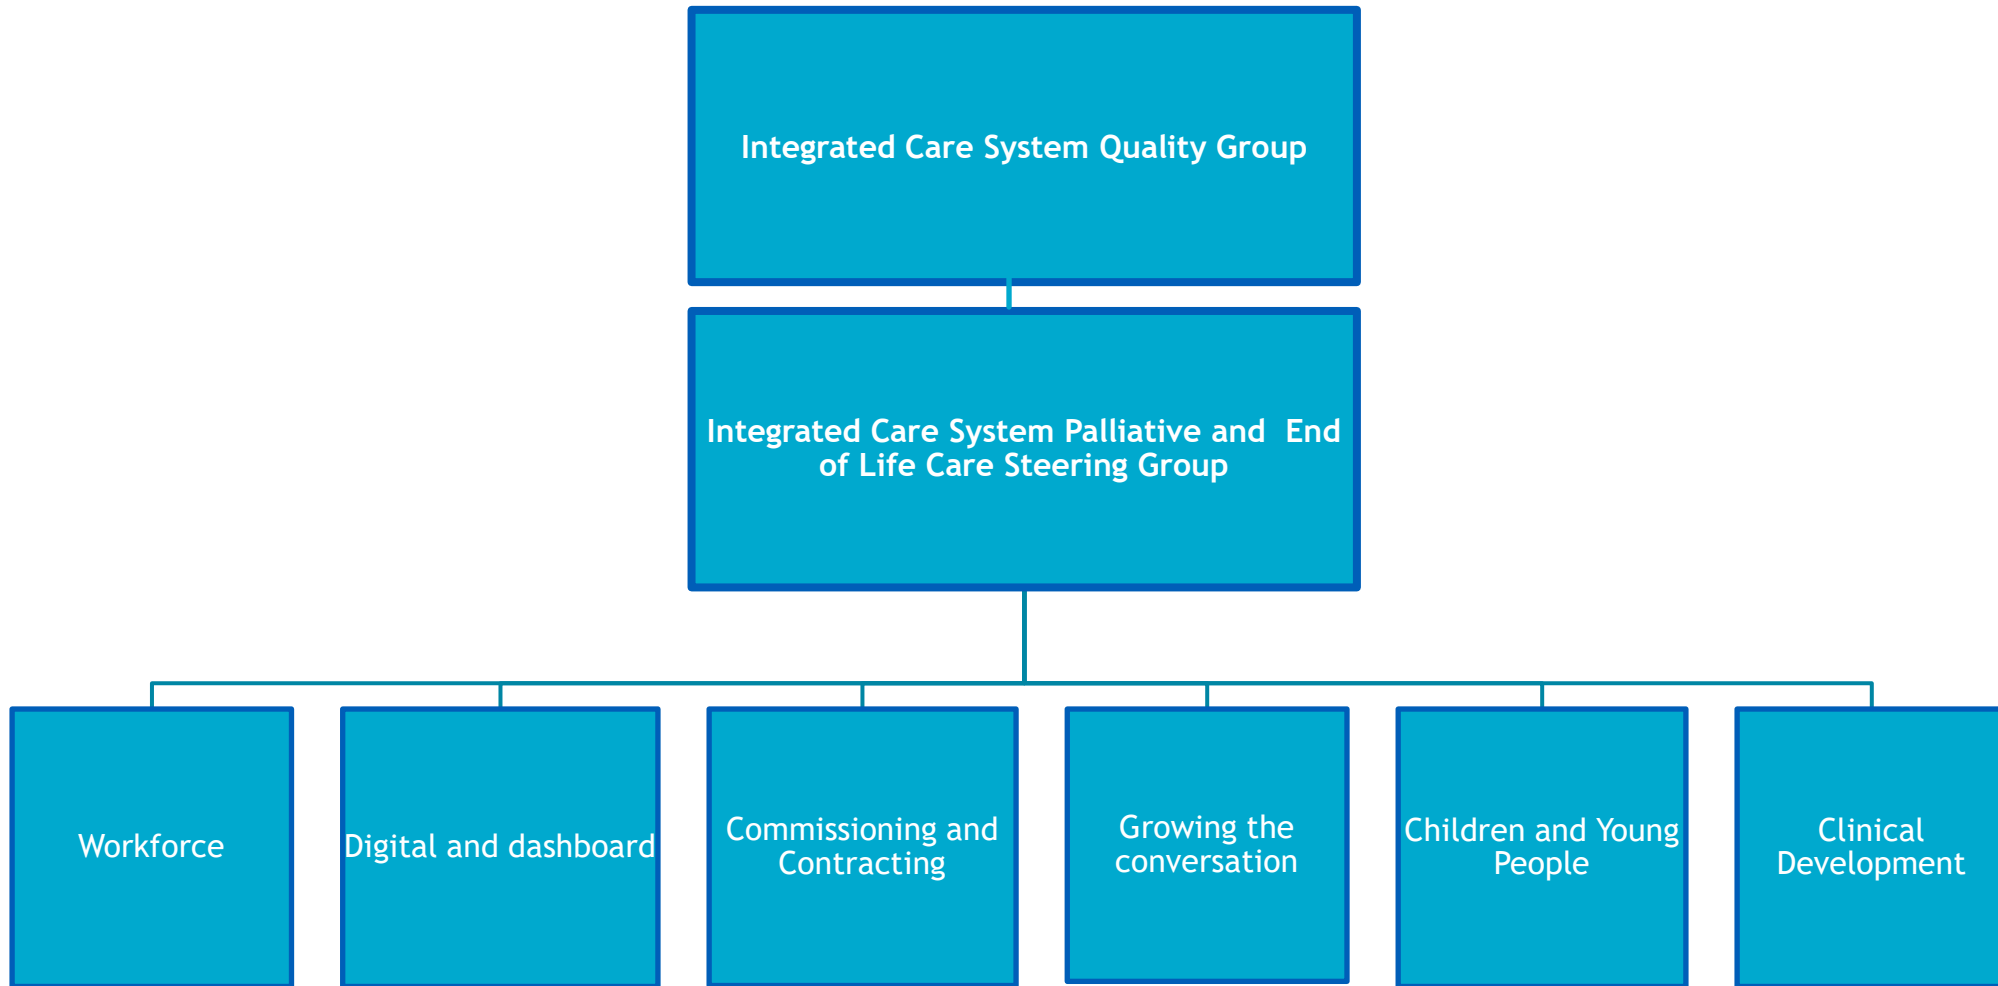 Integrated Care System Quality Group
Integrated Care System Palliative and  End
of Life Care Steering Group
Workforce
Digital and dashboard
Commissioning and
Contracting
Growing the
conversation
Children and Young
People
Clinical
Development